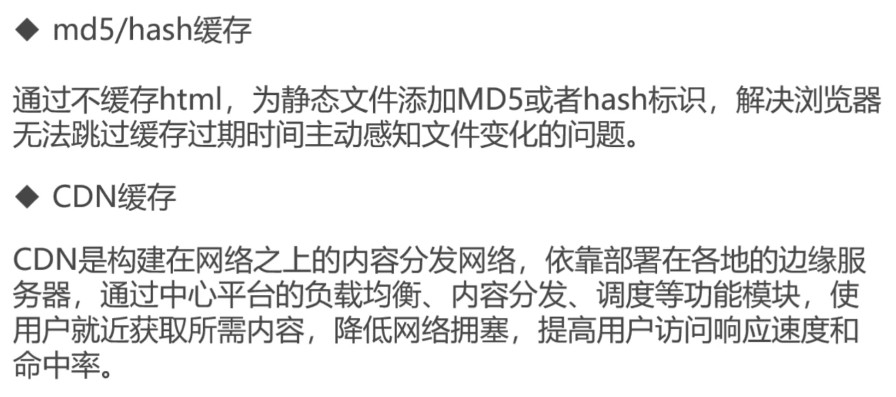 ◆ md5/hash缓存
通过不缓存html，为静态文件添加MD5或者hash标识，解决浏览器
无法跳过缓存过期时间主动感知文件变化的问题。
◆ CDN缓存
CDN是构建在网络之上的内容分发网络，依靠部署在各地的边缘服
务器，通过中心平台的负载均衡、内容分发、调度等功能模块，使
用户就近获取所需内容，降低网络拥塞，提高用户访问响应速度和
命中率。